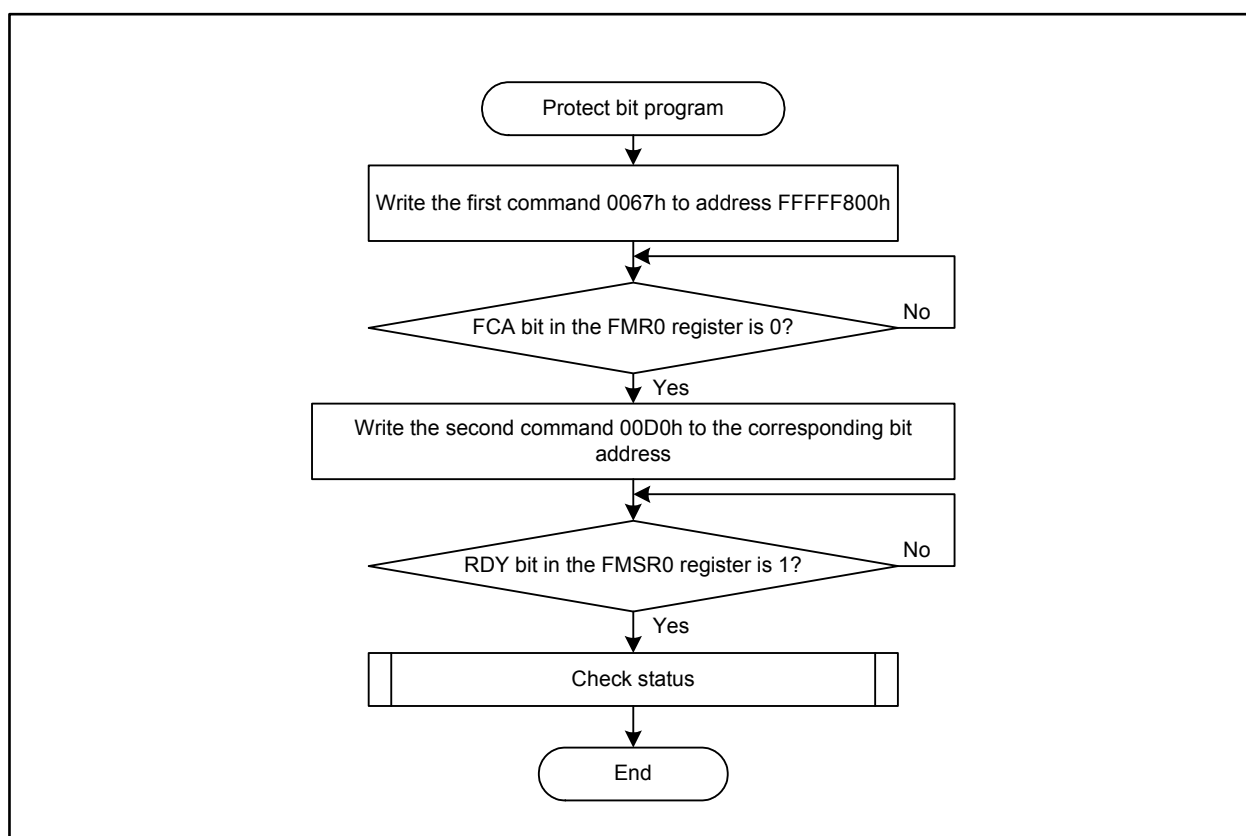 Protect bit program
Write the first command 0067h to address FFFFF800h
FCA bit in the FMR0 register is 0?
No
Yes
Write the second command 00D0h to the corresponding bit
address
RDY bit in the FMSR0 register is 1?
No
Yes
Check status
End